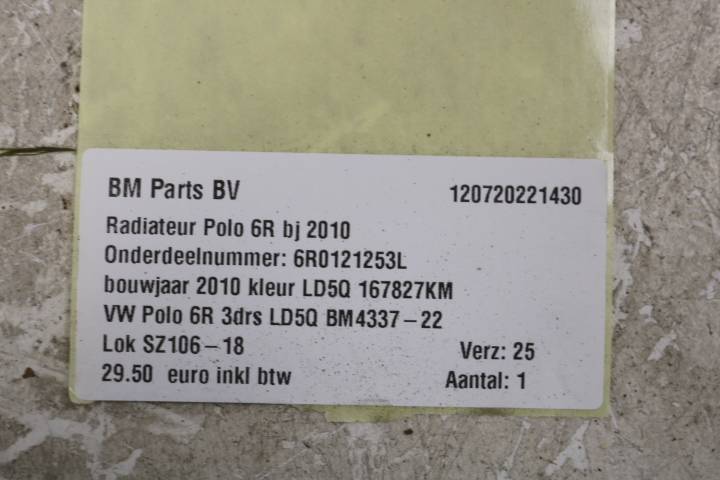 BM Parts BV 120720221430
Radiateur Polo 6R bj 2010
Onderdeelnummer: 6R0121253L
bouwjaar 2010 kleur LD5Q 167827KM
VW Polo 6R 3drs LD5Q BM4337-22
Lok SZ106-18 Verz: 25
29.50 euro inkl btw Aantal: 1